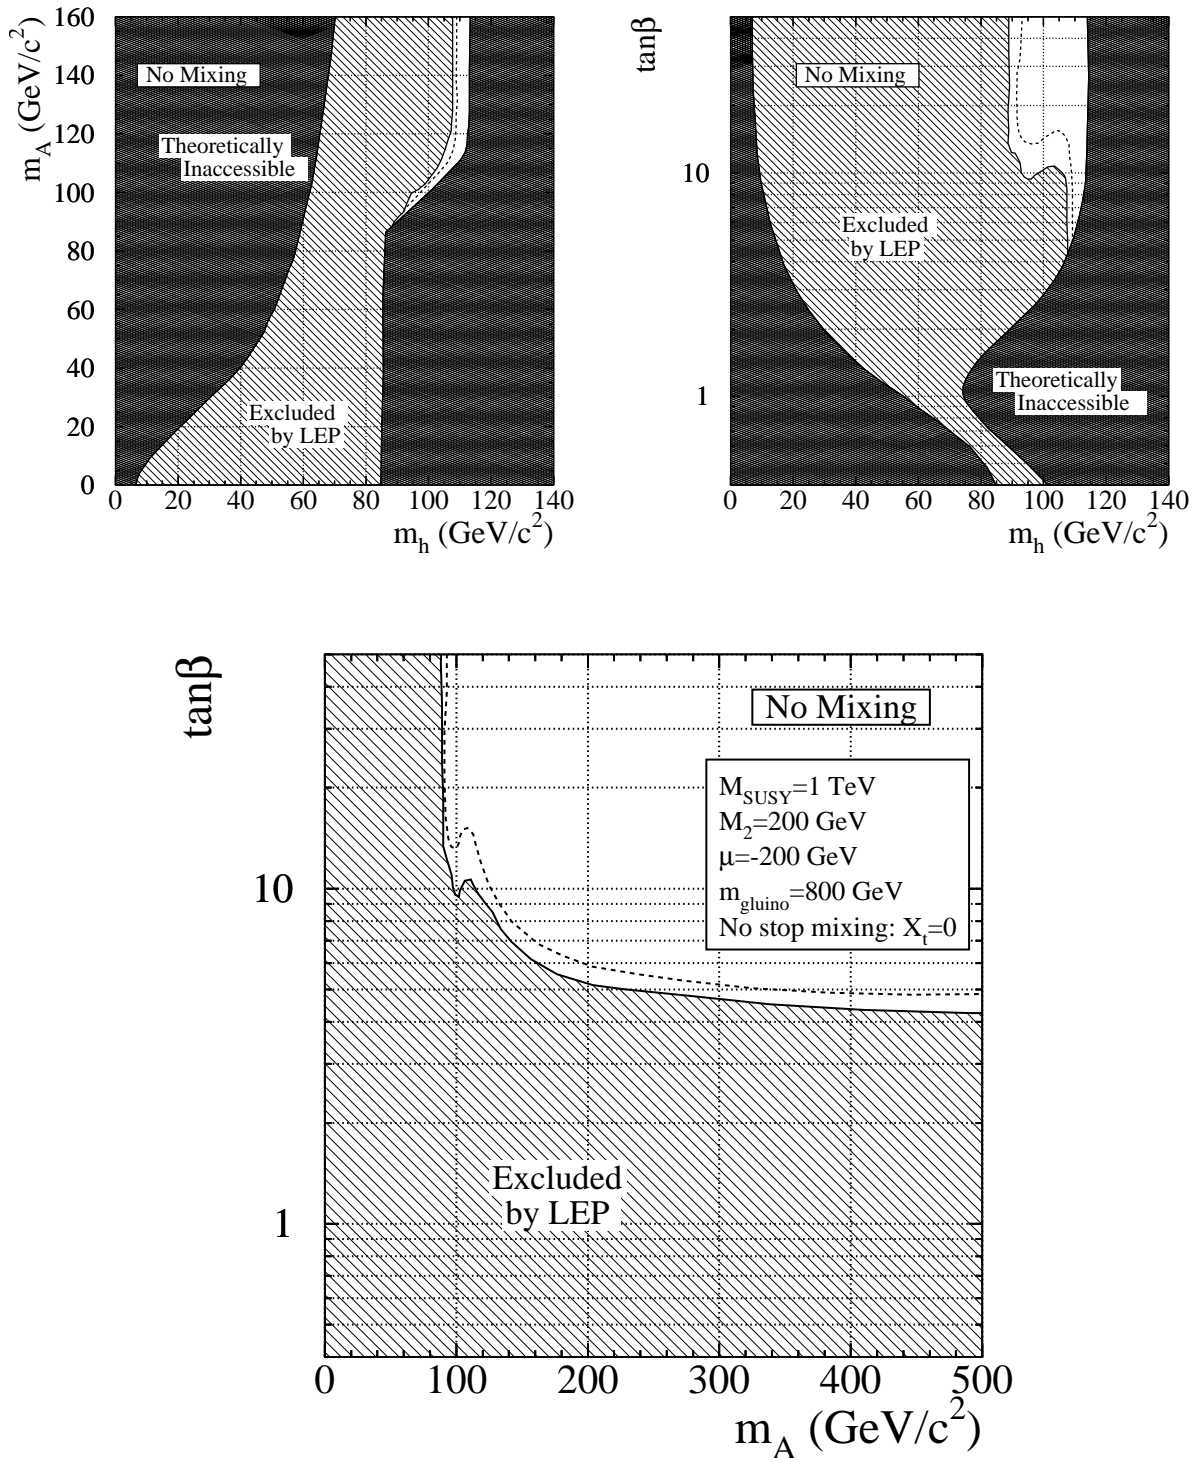 m_A (GeV/c²)
160
140
120
100
80
60
40
20
0
No Mixing
Theoretically
Inaccessible
Excluded
by LEP
0 20 40 60 80 100 120 140
m_h (GeV/c²)
tanβ
10
1
No Mixing
Excluded
by LEP
Theoretically
Inaccessible
0 20 40 60 80 100 120 140
m_h (GeV/c²)
tanβ
10
1
No Mixing
M_SUSY=1 TeV
M_2=200 GeV
μ=-200 GeV
m_gluino=800 GeV
No stop mixing: X_t=0
Excluded
by LEP
0 100 200 300 400 500
m_A (GeV/c²)